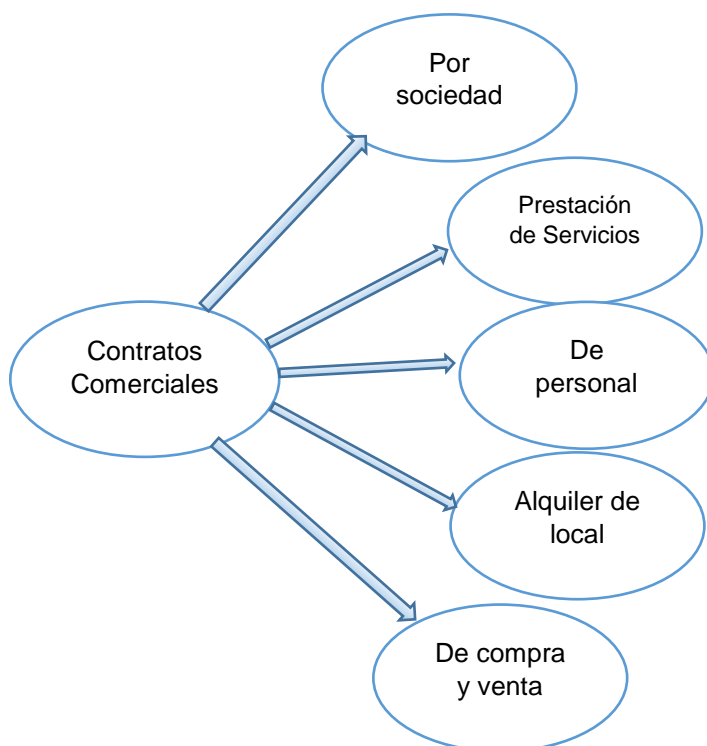 Por
sociedad
Prestación
de Servicios
Contratos
Comerciales
De
personal
Alquiler de
local
De compra
y venta